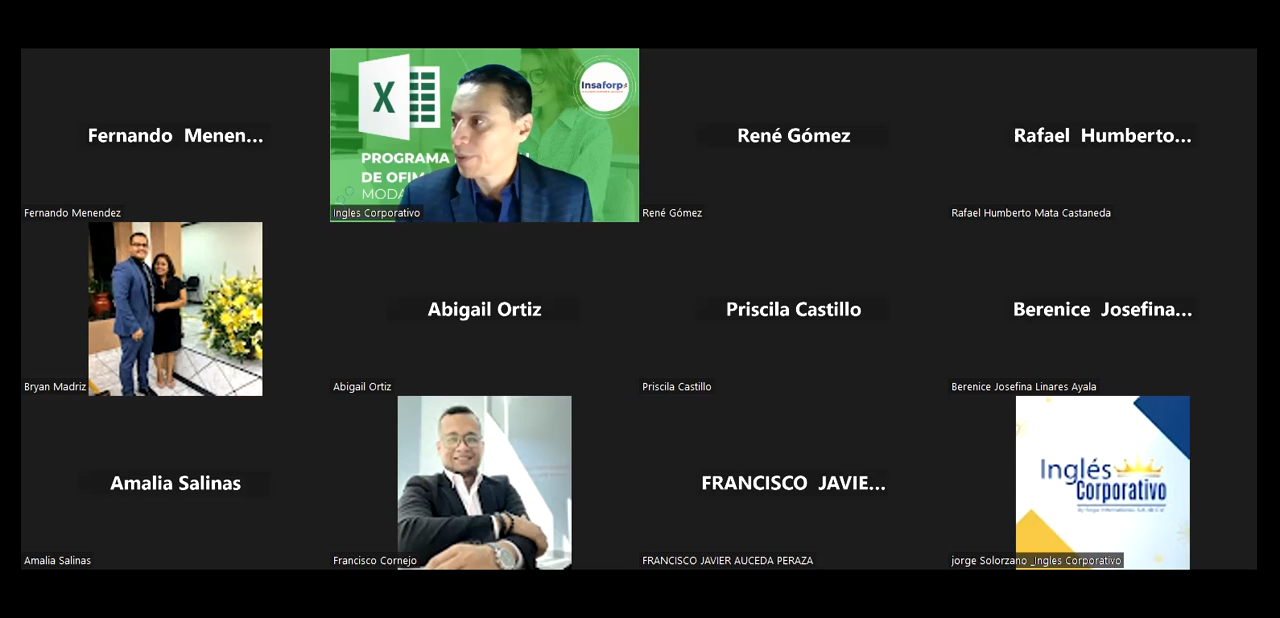 Fernando Menen...
Fernando Menendez
X
Insaforp
PROGRAMA
DE OFIM
MODA
Ingles Corporativo
René Gómez
René Gómez
Rafael Humberto...
Rafael Humberto Mata Castaneda
Bryan Madriz
Abigail Ortiz
Abigail Ortiz
Priscila Castillo
Priscila Castillo
Berenice Josefina...
Berenice Josefina Linares Ayala
Amalia Salinas
Amalia Salinas
Francisco Cornejo
FRANCISCO JAVIE...
FRANCISCO JAVIER AUCEDA PERAZA
Inglés
Corporativo
jorge Solorzano _Ingles Corporativo